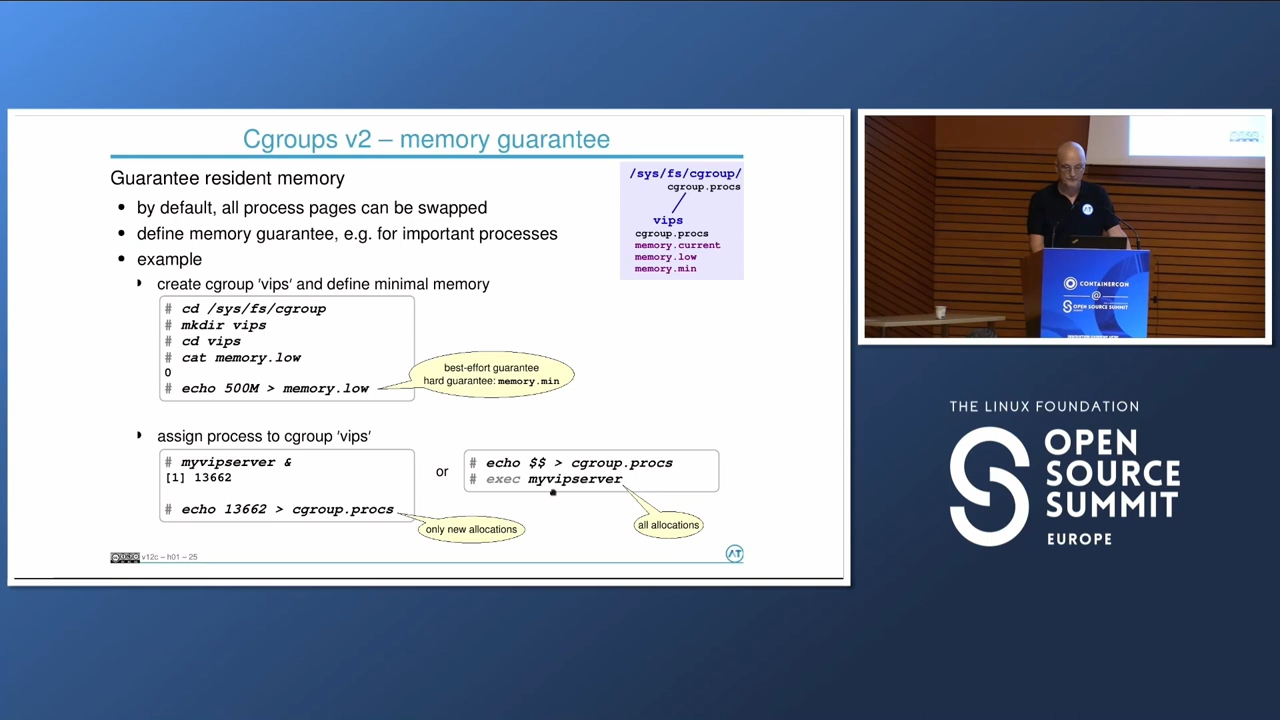 Cgroups v2 – memory guarantee
Guarantee resident memory
• by default, all process pages can be swapped
• define memory guarantee, e.g. for important processes
• example
create cgroup 'vips' and define minimal memory
# cd /sys/fs/cgroup
# mkdir vips
# cd vips
# cat memory.low
0
# echo 500M > memory.low
best-effort guarantee
hard guarantee: memory.min
/sys/fs/cgroup/
cgroup.procs
vips
cgroup.procs
memory.current
memory.low
memory.min
assign process to cgroup 'vips'
# myvipserver &
[1] 13662
# echo 13662 > cgroup.procs
only new allocations
or
# echo $$ > cgroup.procs
# exec myvipserver
all allocations
v12c – h01 – 25
AT
CONTAINERCON
@
OPEN SOURCE SUMMIT
THE LINUX FOUNDATION
OPEN
SOURCE
SUMMIT
EUROPE